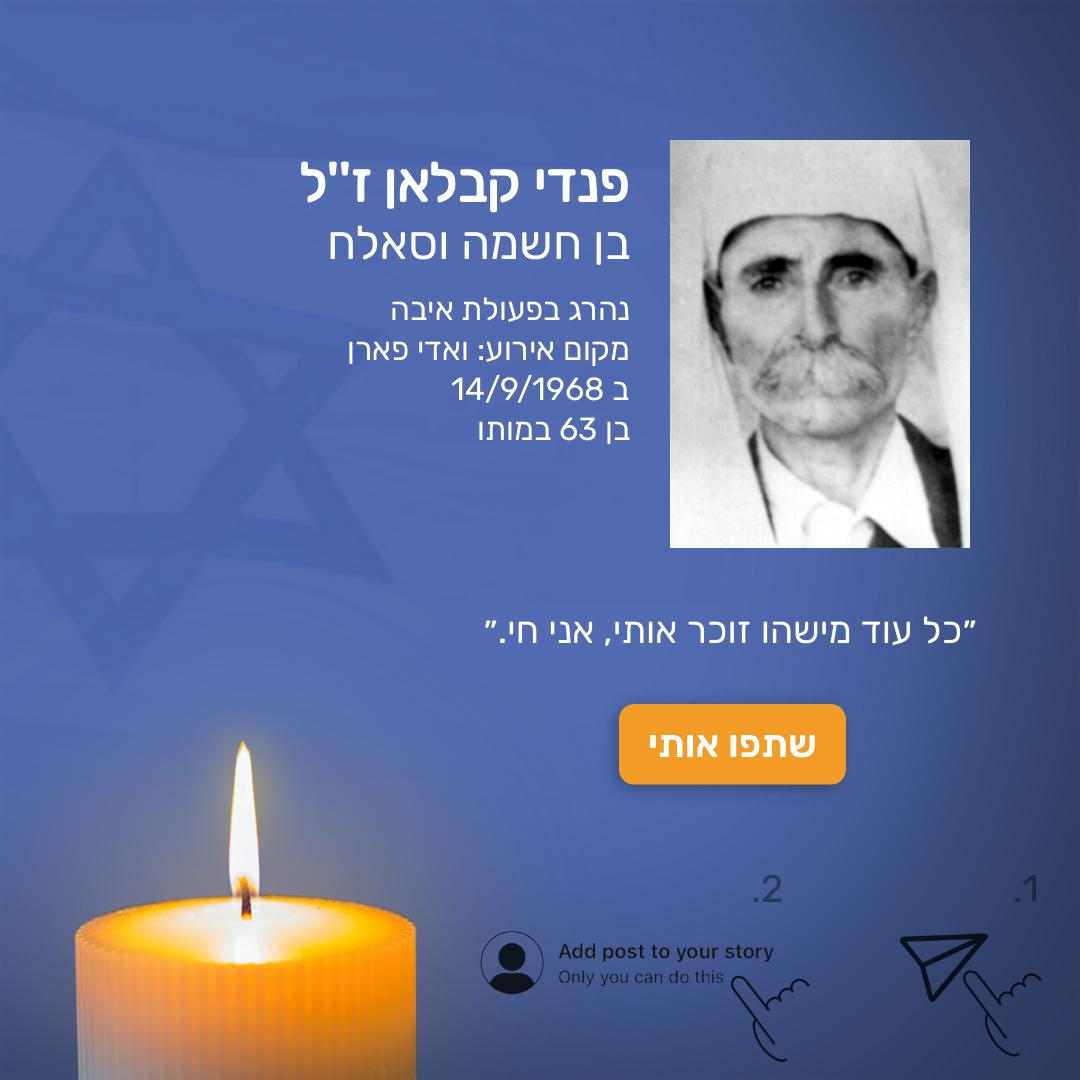 פנדי קבלאן ז"ל
בן חשמה וסאלח
נהרג בפעולת איבה
מקום אירוע: ואדי פארן
ב 14/9/1968
בן 63 במותו
״כל עוד מישהו זוכר אותי, אני חי.״
שתפו אותי
1.
2.
Add post to your story
Only you can do this